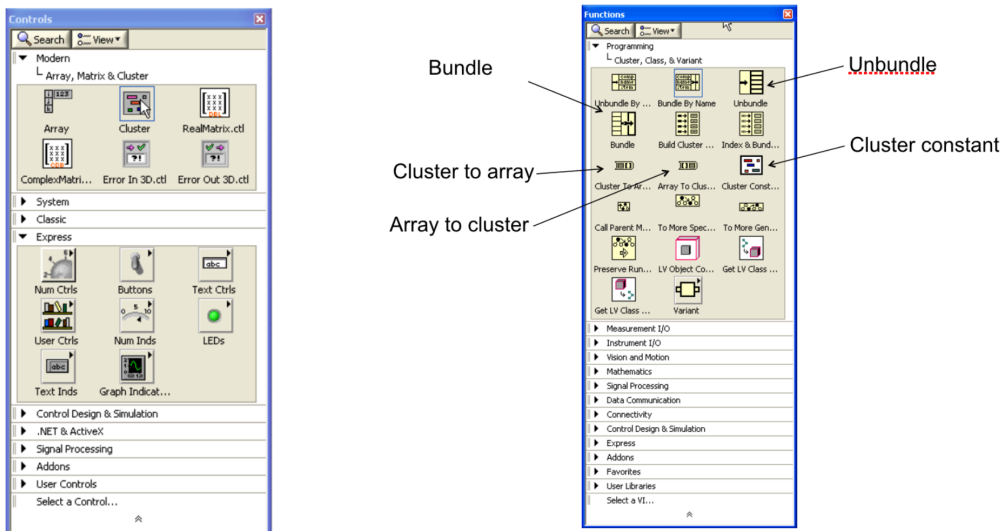 Controls
Search View
Modern
Array, Matrix & Cluster
Array Cluster RealMatrix.ctl
ComplexMatri... Error In 3D.ctl Error Out 3D.ctl
System
Classic
Express
Num Ctrls Buttons Text Ctrls
User Ctrls Num Inds LEDs
Text Inds Graph Indicat...
Control Design & Simulation
.NET & ActiveX
Signal Processing
Addons
User Controls
Select a Control...
Bundle
Cluster to array
Array to cluster
Functions
Search View
Programming
Cluster, Class, & Variant
Unbundle By ... Bundle By Name Unbundle
Bundle Build Cluster ... Index & Bund...
Cluster To Ar... Array To Clus... Cluster Const...
Call Parent M... To More Spec... To More Gen...
Preserve Run... LV Object Co... Get LV Class ...
Get LV Class ... Variant
Measurement I/O
Instrument I/O
Vision and Motion
Mathematics
Signal Processing
Data Communication
Connectivity
Control Design & Simulation
Express
Addons
Favorites
User Libraries
Select a VI...
Unbundle
Cluster constant